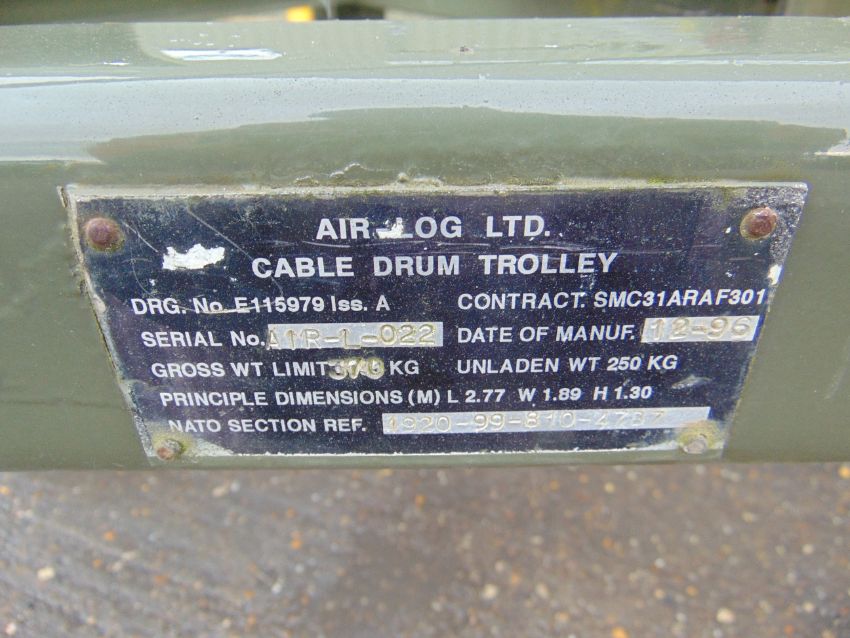 AIR LOG LTD.
CABLE DRUM TROLLEY
DRG. No. E115979 Iss. A CONTRACT. SMC31ARAF301
SERIAL No. A1R-L-022 DATE OF MANUF. 12-96
GROSS WT LIMIT KG UNLADEN WT 250 KG
PRINCIPLE DIMENSIONS (M) L 2.77 W 1.89 H 1.30
NATO SECTION REF.